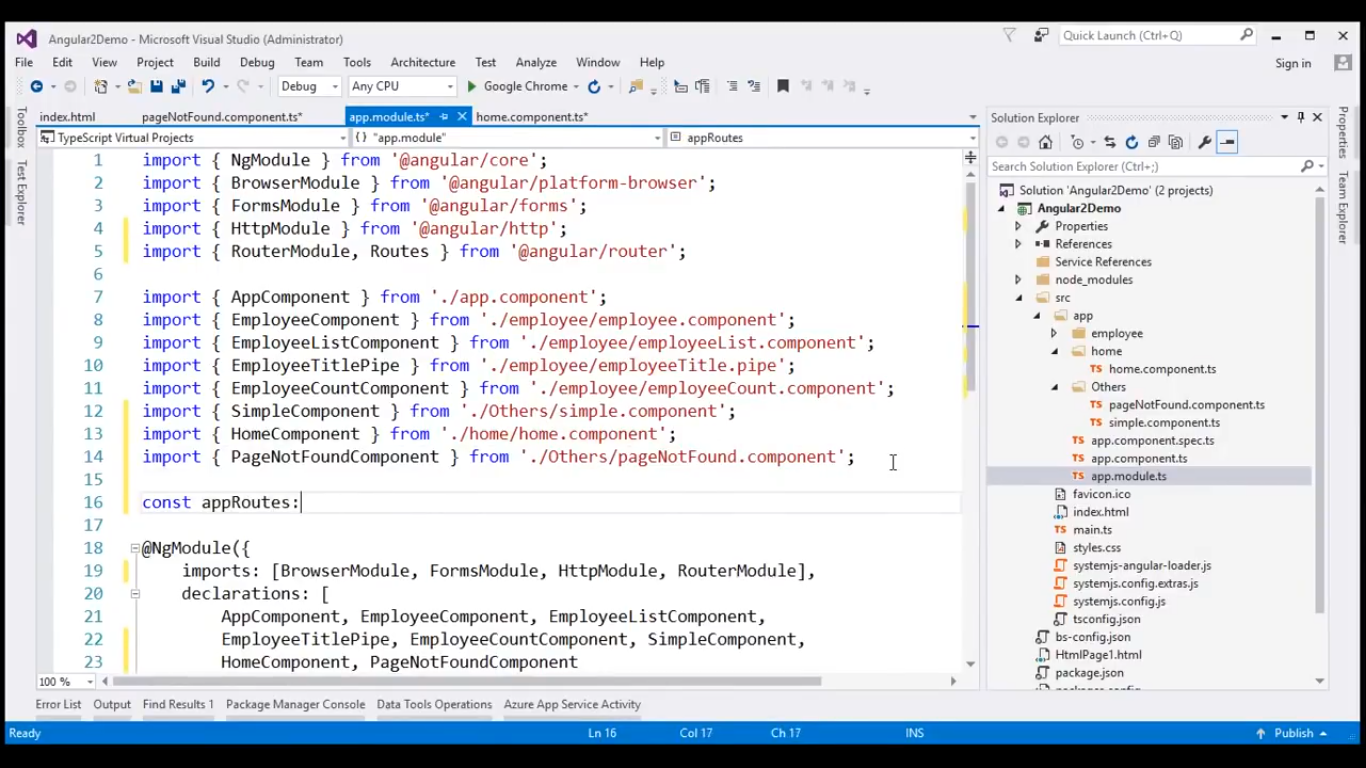 Angular2Demo - Microsoft Visual Studio (Administrator)
Quick Launch (Ctrl+Q)
File Edit View Project Build Debug Team Tools Architecture Test Analyze Window Help
Sign in
Debug Any CPU Google Chrome
index.html pageNotFound.component.ts* app.module.ts* home.component.ts*
TypeScript Virtual Projects {} "app.module" appRoutes
Toolbox
Test Explorer
1 import { NgModule } from '@angular/core';
2 import { BrowserModule } from '@angular/platform-browser';
3 import { FormsModule } from '@angular/forms';
4 import { HttpModule } from '@angular/http';
5 import { RouterModule, Routes } from '@angular/router';
6
7 import { AppComponent } from './app.component';
8 import { EmployeeComponent } from './employee/employee.component';
9 import { EmployeeListComponent } from './employee/employeeList.component';
10 import { EmployeeTitlePipe } from './employee/employeeTitle.pipe';
11 import { EmployeeCountComponent } from './employee/employeeCount.component';
12 import { SimpleComponent } from './Others/simple.component';
13 import { HomeComponent } from './home/home.component';
14 import { PageNotFoundComponent } from './Others/pageNotFound.component';
15
16 const appRoutes:
17
18 @NgModule({
19 imports: [BrowserModule, FormsModule, HttpModule, RouterModule],
20 declarations: [
21 AppComponent, EmployeeComponent, EmployeeListComponent,
22 EmployeeTitlePipe, EmployeeCountComponent, SimpleComponent,
23 HomeComponent, PageNotFoundComponent
100 %
Solution Explorer
Search Solution Explorer (Ctrl+;)
Solution 'Angular2Demo' (2 projects)
Angular2Demo
Properties
References
Service References
node_modules
src
app
employee
home
TS home.component.ts
Others
TS pageNotFound.component.ts
TS simple.component.ts
TS app.component.spec.ts
TS app.component.ts
TS app.module.ts
favicon.ico
index.html
TS main.ts
styles.css
systemjs-angular-loader.js
systemjs.config.extras.js
systemjs.config.js
tsconfig.json
bs-config.json
HtmlPage1.html
package.json
Properties
Team Explorer
Error List Output Find Results 1 Package Manager Console Data Tools Operations Azure App Service Activity
Ready Ln 16 Col 17 Ch 17 INS Publish